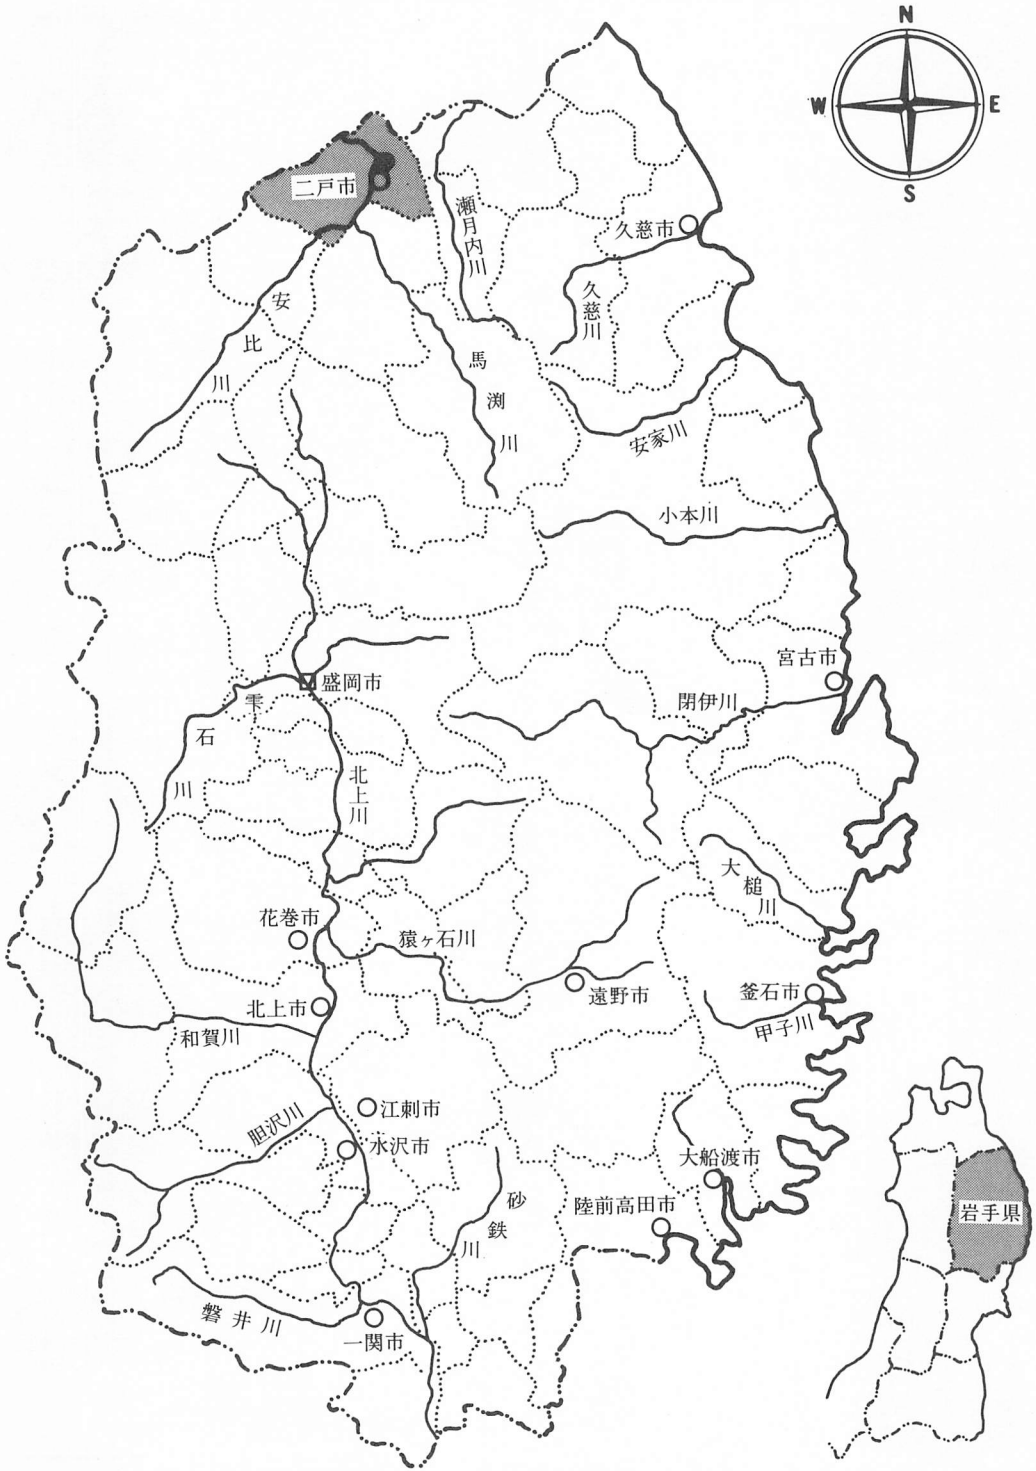 N
W
E
S
二戸市
瀬月内川
久慈市
久慈川
安比川
馬渕川
安家川
小本川
盛岡市
雫石川
宮古市
閉伊川
北上川
大槌川
花巻市
猿ヶ石川
遠野市
釜石市
甲子川
北上市
和賀川
江刺市
胆沢川
水沢市
大船渡市
砂鉄川
陸前高田市
岩手県
磐井川
一関市